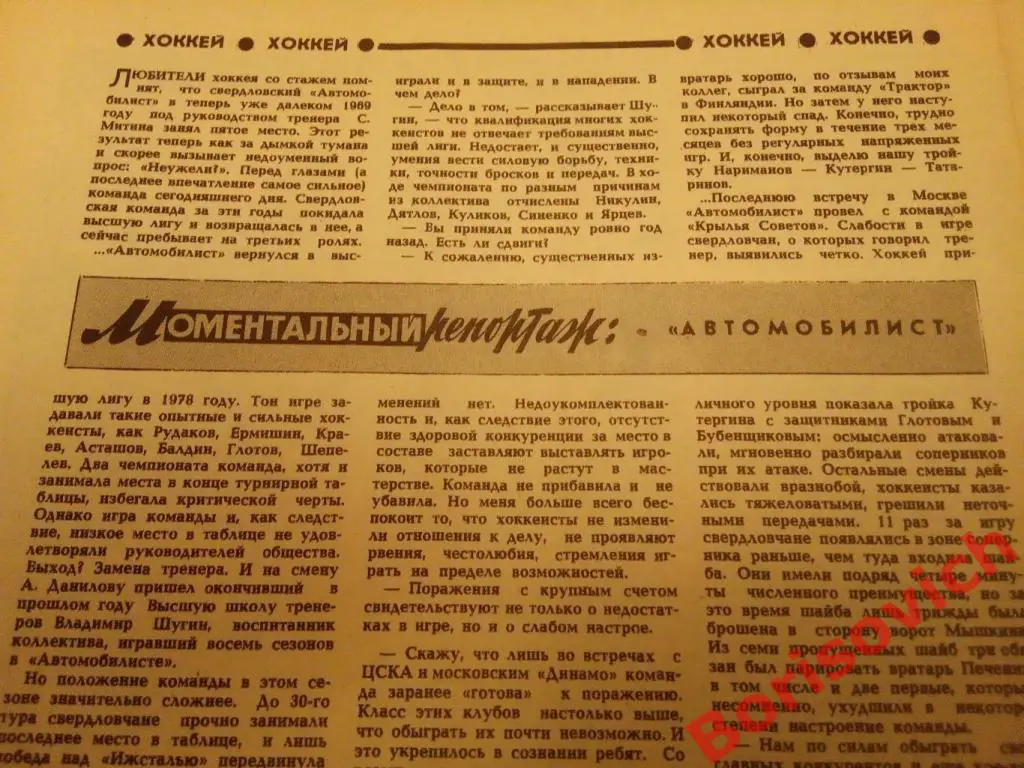 ХОККЕЙ ● ХОККЕЙ ● ● ХОККЕЙ ● ХОККЕЙ
ЛЮБИТЕЛИ хоккея со стажем пом-
нят, что свердловский «Автомо-
билист» в теперь уже далеком 1969
году под руководством тренера С.
Митина занял пятое место. Этот ре-
зультат теперь как за дымкой тумана
и скорее вызывает недоуменный во-
прос: «Неужели?». Перед глазами (а
последнее впечатление самое сильное)
команда сегодняшнего дня. Свердлов-
ская команда за эти годы покидала
высшую лигу и возвращалась в нее, а
сейчас пребывает на третьих ролях.
...«Автомобилист» вернулся в выс-
играли и в защите, и в нападении. В
чем дело?
— Дело в том, — рассказывает Шу-
гин, — что квалификация многих хок-
кеистов не отвечает требованиям выс-
шей лиги. Недостает, и существенно,
умения вести силовую борьбу, техни-
ки, точности бросков и передач. В хо-
де чемпионата по разным причинам
из коллектива отчислены Никулин,
Дятлов, Куликов, Синенко и Ярцев.
— Вы приняли команду ровно год
назад. Есть ли сдвиги?
— К сожалению, существенных из-
вратарь хорошо, по отзывам моих
коллег, сыграл за команду «Трактор»
в Финляндии. Но затем у него насту-
пил некоторый спад. Конечно, трудно
сохранять форму в течение трех ме-
сяцев без регулярных напряженных
игр. И, конечно, выделю нашу трой-
ку Нариманов — Кутергин — Тата-
ринов.
...Последнюю встречу в Москве
«Автомобилист» провел с командой
«Крылья Советов». Слабости в игре
свердловчан, о которых говорил тре-
нер, выявились четко. Хоккей при-
МОМЕНТАЛЬНЫЙ репортаж: «АВТОМОБИЛИСТ»
шую лигу в 1978 году. Тон игре за-
давали такие опытные и сильные хок-
кеисты, как Рудаков, Ермишин, Кра-
ев, Асташов, Балдин, Глотов, Шепе-
лев. Два чемпионата команда, хотя и
занимала места в конце турнирной та-
блицы, избегала критической черты.
Однако игра команды и, как следст-
вие, низкое место в таблице не удов-
летворяли руководителей общества.
Выход? Замена тренера. И на смену
А. Данилову пришел окончивший в
прошлом году Высшую школу трене-
ров Владимир Шугин, воспитанник
коллектива, игравший восемь сезонов
в «Автомобилисте».
Но положение команды в этом се-
зоне значительно сложнее. До 30-го
тура свердловчане прочно занимали
последнее место в таблице, и лишь
победа над «Ижсталью» передвинула
менений нет. Недоукомплектован-
ность и, как следствие этого, отсутст-
вие здоровой конкуренции за место в
составе заставляют выставлять игро-
ков, которые не растут в мас-
терстве. Команда не прибавила и не
убавила. Но меня больше всего бес-
покоит то, что хоккеисты не измени-
ли отношения к делу, не проявляют
рвения, честолюбия, стремления иг-
рать на пределе возможностей.
— Поражения с крупным счетом
свидетельствуют не только о недостат-
ках в игре, но и о слабом настрое.
— Скажу, что лишь во встречах с
ЦСКА и московским «Динамо» коман-
да заранее «готова» к поражению.
Класс этих клубов настолько выше,
что обыграть их почти невозможно. И
это укрепилось в сознании ребят. Со
личного уровня показала тройка Ку-
тергина с защитниками Глотовым и
Бубенщиковым: осмысленно атакова-
ли, мгновенно разбирали соперников
при их атаке. Остальные смены дей-
ствовали вразнобой, хоккеисты каза-
лись тяжеловатыми, грешили неточ-
ными передачами. 11 раз за игру
свердловчане появлялись в зоне сопер-
ника раньше, чем туда входила шай-
ба. Они имели подряд четыре мину-
ты численного преимущества, но за
это время шайба лишь трижды была
брошена в сторону ворот Мышкина.
Из семи пропущенных шайб три обя-
зан был парировать вратарь Печени
в том числе и две первые, которы
несомненно, ухудшили в некотор
степени настроение команды.
— Нам по силам обыграть
главных конкурентов и
Borisovich